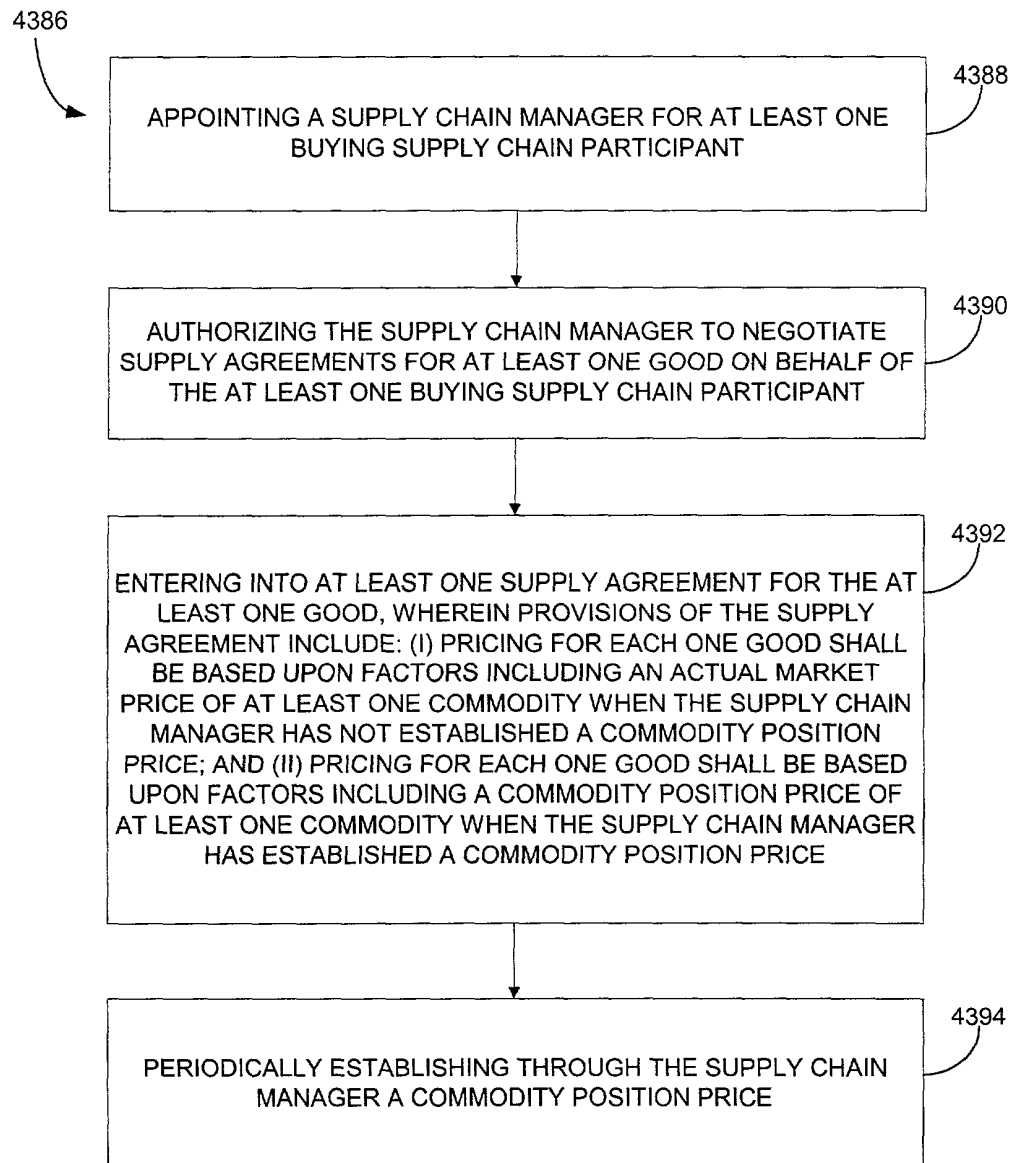 4386
4388
APPOINTING A SUPPLY CHAIN MANAGER FOR AT LEAST ONE
BUYING SUPPLY CHAIN PARTICIPANT
4390
AUTHORIZING THE SUPPLY CHAIN MANAGER TO NEGOTIATE
SUPPLY AGREEMENTS FOR AT LEAST ONE GOOD ON BEHALF OF
THE AT LEAST ONE BUYING SUPPLY CHAIN PARTICIPANT
4392
ENTERING INTO AT LEAST ONE SUPPLY AGREEMENT FOR THE AT
LEAST ONE GOOD, WHEREIN PROVISIONS OF THE SUPPLY
AGREEMENT INCLUDE: (I) PRICING FOR EACH ONE GOOD SHALL
BE BASED UPON FACTORS INCLUDING AN ACTUAL MARKET
PRICE OF AT LEAST ONE COMMODITY WHEN THE SUPPLY CHAIN
MANAGER HAS NOT ESTABLISHED A COMMODITY POSITION
PRICE; AND (II) PRICING FOR EACH ONE GOOD SHALL BE BASED
UPON FACTORS INCLUDING A COMMODITY POSITION PRICE OF
AT LEAST ONE COMMODITY WHEN THE SUPPLY CHAIN MANAGER
HAS ESTABLISHED A COMMODITY POSITION PRICE
4394
PERIODICALLY ESTABLISHING THROUGH THE SUPPLY CHAIN
MANAGER A COMMODITY POSITION PRICE